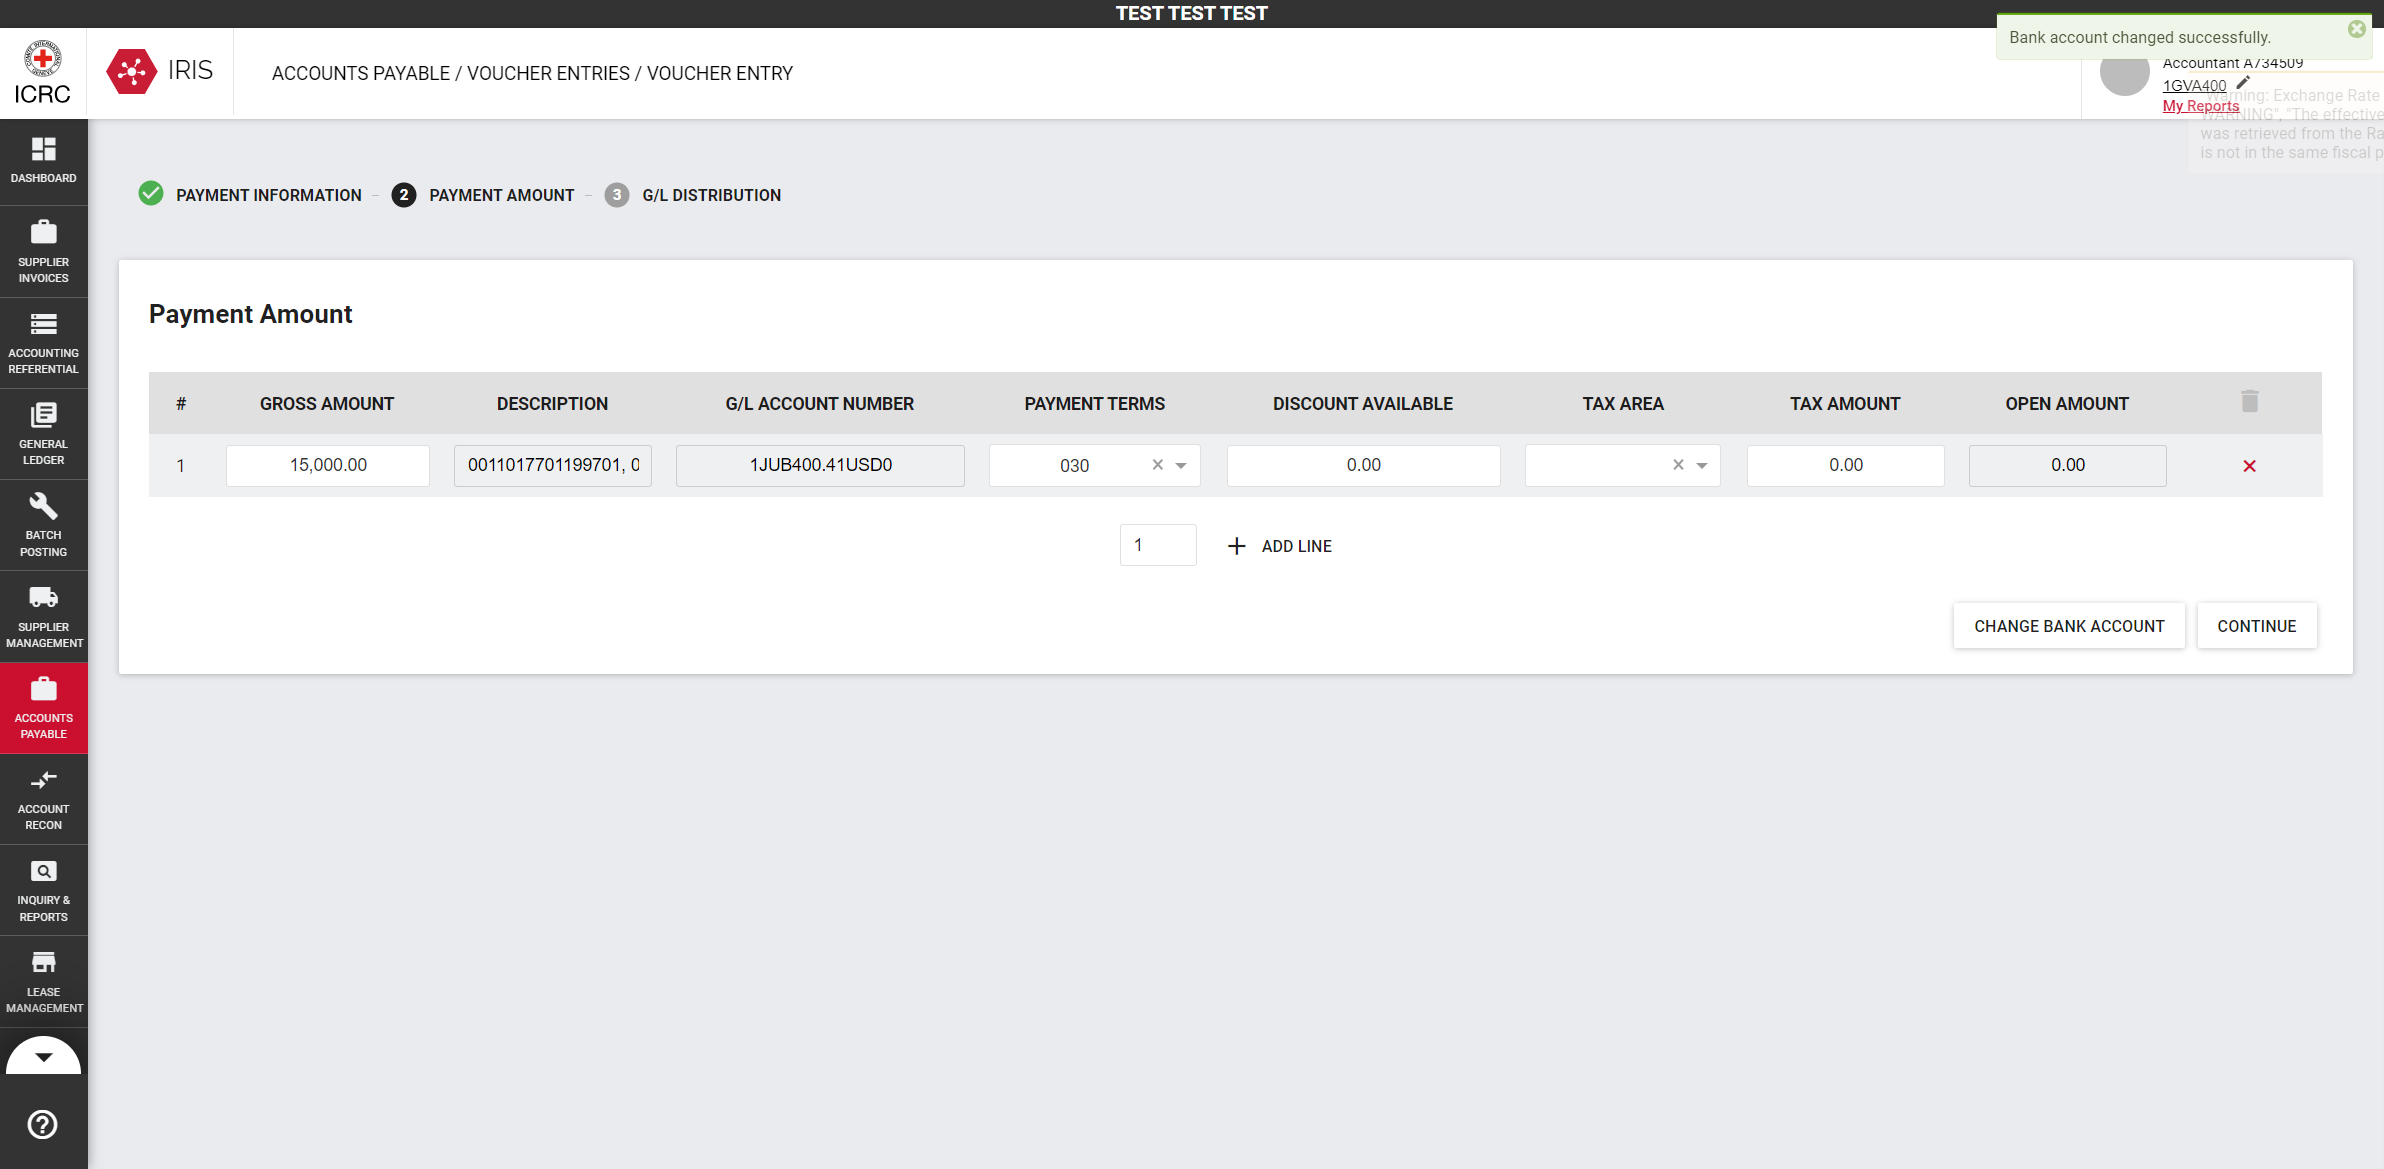 TEST TEST TEST
Bank account changed successfully.
ICRC
IRIS
ACCOUNTS PAYABLE / VOUCHER ENTRIES / VOUCHER ENTRY
Accountant A734509
1GVA400
My Reports
Warning: Exchange Rate
WARNING", "The effective
was retrieved from the Ra
is not in the same fiscal p
DASHBOARD
SUPPLIER
INVOICES
ACCOUNTING
REFERENTIAL
GENERAL
LEDGER
BATCH
POSTING
SUPPLIER
MANAGEMENT
ACCOUNTS
PAYABLE
ACCOUNT
RECON
INQUIRY &
REPORTS
LEASE
MANAGEMENT
PAYMENT INFORMATION – 2 PAYMENT AMOUNT – 3 G/L DISTRIBUTION
Payment Amount
# GROSS AMOUNT DESCRIPTION G/L ACCOUNT NUMBER PAYMENT TERMS DISCOUNT AVAILABLE TAX AREA TAX AMOUNT OPEN AMOUNT
1 15,000.00 0011017701199701, 0 1JUB400.41USD0 030 0.00 0.00 0.00
1 ADD LINE
CHANGE BANK ACCOUNT CONTINUE